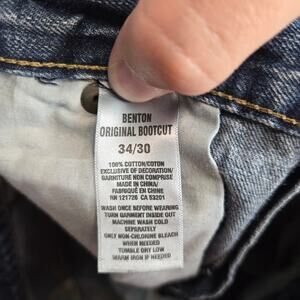 BENTON
ORIGINAL BOOTCUT
34/30
100% COTTON/COTTON
EXCLUSIVE OF DECORATION/
GARNITURE NON COMPRISE
MADE IN CHINA/
FABRIQUÉ EN CHINE
RN 121726 CA 53201
WASH ONCE BEFORE WEARING
TURN GARMENT INSIDE OUT
MACHINE WASH COLD
SEPARATELY
ONLY NON-CHLORINE BLEACH
WHEN NEEDED
TUMBLE DRY LOW
WARM IRON IF NEEDED